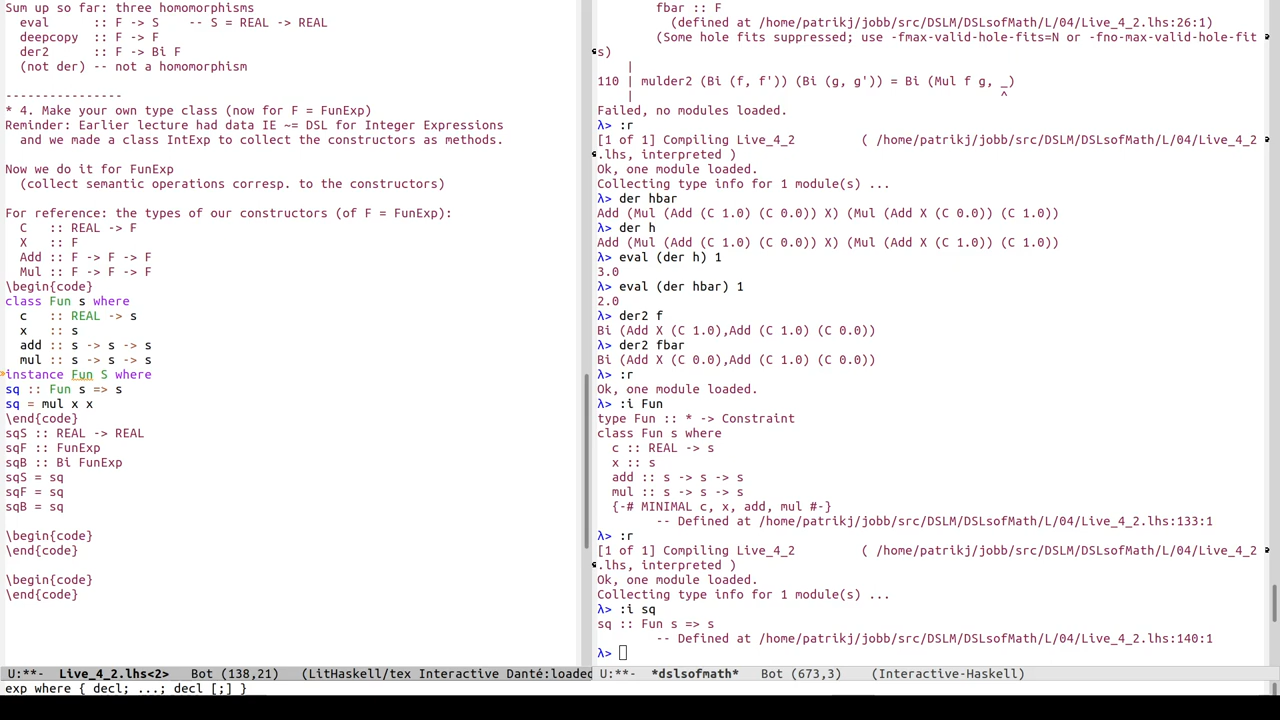 Sum up so far: three homomorphisms
eval      :: F -> S    -- S = REAL -> REAL
deepcopy  :: F -> F
der2      :: F -> Bi F
(not der) -- not a homomorphism
----------------
* 4. Make your own type class (now for F = FunExp)
Reminder: Earlier lecture had data IE ~= DSL for Integer Expressions
and we made a class IntExp to collect the constructors as methods.
Now we do it for FunExp
(collect semantic operations corresp. to the constructors)
For reference: the types of our constructors (of F = FunExp):
C   :: REAL -> F
X   :: F
Add :: F -> F -> F
Mul :: F -> F -> F
\begin{code}
class Fun s where
c   :: REAL -> s
x   :: s
add :: s -> s -> s
mul :: s -> s -> s
instance Fun S where
sq :: Fun s => s
sq = mul x x
\end{code}
sqS :: REAL -> REAL
sqF :: FunExp
sqB :: Bi FunExp
sqS = sq
sqF = sq
sqB = sq
\begin{code}
\end{code}
\begin{code}
\end{code}
U:**-  Live_4_2.lhs<2>   Bot (138,21)   (LitHaskell/tex Interactive Danté:loaded
exp where { decl; ...; decl [;] }
fbar :: F
(defined at /home/patrikj/jobb/src/DSLM/DSLsofMath/L/04/Live_4_2.lhs:26:1)
(Some hole fits suppressed; use -fmax-valid-hole-fits=N or -fno-max-valid-hole-fit
s)
|
110 | mulder2 (Bi (f, f')) (Bi (g, g')) = Bi (Mul f g, _)
|                                                  ^
Failed, no modules loaded.
λ> :r
[1 of 1] Compiling Live_4_2         ( /home/patrikj/jobb/src/DSLM/DSLsofMath/L/04/Live_4_2
.lhs, interpreted )
Ok, one module loaded.
Collecting type info for 1 module(s) ...
λ> der hbar
Add (Mul (Add (C 1.0) (C 0.0)) X) (Mul (Add X (C 0.0)) (C 1.0))
λ> der h
Add (Mul (Add (C 1.0) (C 0.0)) X) (Mul (Add X (C 0.0)) (C 1.0))
λ> eval (der h) 1
3.0
λ> eval (der hbar) 1
2.0
λ> der2 f
Bi (Add X (C 1.0),Add (C 1.0) (C 0.0))
λ> der2 fbar
Bi (Add X (C 0.0),Add (C 1.0) (C 0.0))
λ> :r
Ok, one module loaded.
λ> :i Fun
type Fun :: * -> Constraint
class Fun s where
c :: REAL -> s
x :: s
add :: s -> s -> s
mul :: s -> s -> s
{-# MINIMAL c, x, add, mul #-}
-- Defined at /home/patrikj/jobb/src/DSLM/DSLsofMath/L/04/Live_4_2.lhs:133:1
λ> :r
[1 of 1] Compiling Live_4_2         ( /home/patrikj/jobb/src/DSLM/DSLsofMath/L/04/Live_4_2
.lhs, interpreted )
Ok, one module loaded.
Collecting type info for 1 module(s) ...
λ> :i sq
sq :: Fun s => s
-- Defined at /home/patrikj/jobb/src/DSLM/DSLsofMath/L/04/Live_4_2.lhs:140:1
λ>
U:**-  *dslsofmath*   Bot (673,3)   (Interactive-Haskell)